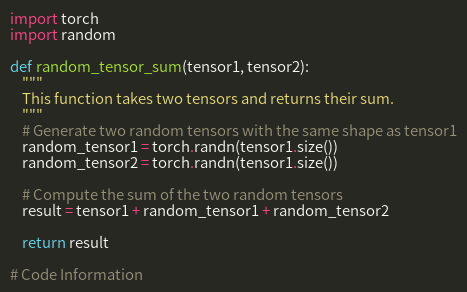 import torch
import random
def random_tensor_sum(tensor1, tensor2):
"""
This function takes two tensors and returns their sum.
"""
# Generate two random tensors with the same shape as tensor1
random_tensor1 = torch.randn(tensor1.size())
random_tensor2 = torch.randn(tensor1.size())
# Compute the sum of the two random tensors
result = tensor1 + random_tensor1 + random_tensor2
return result
# Code Information